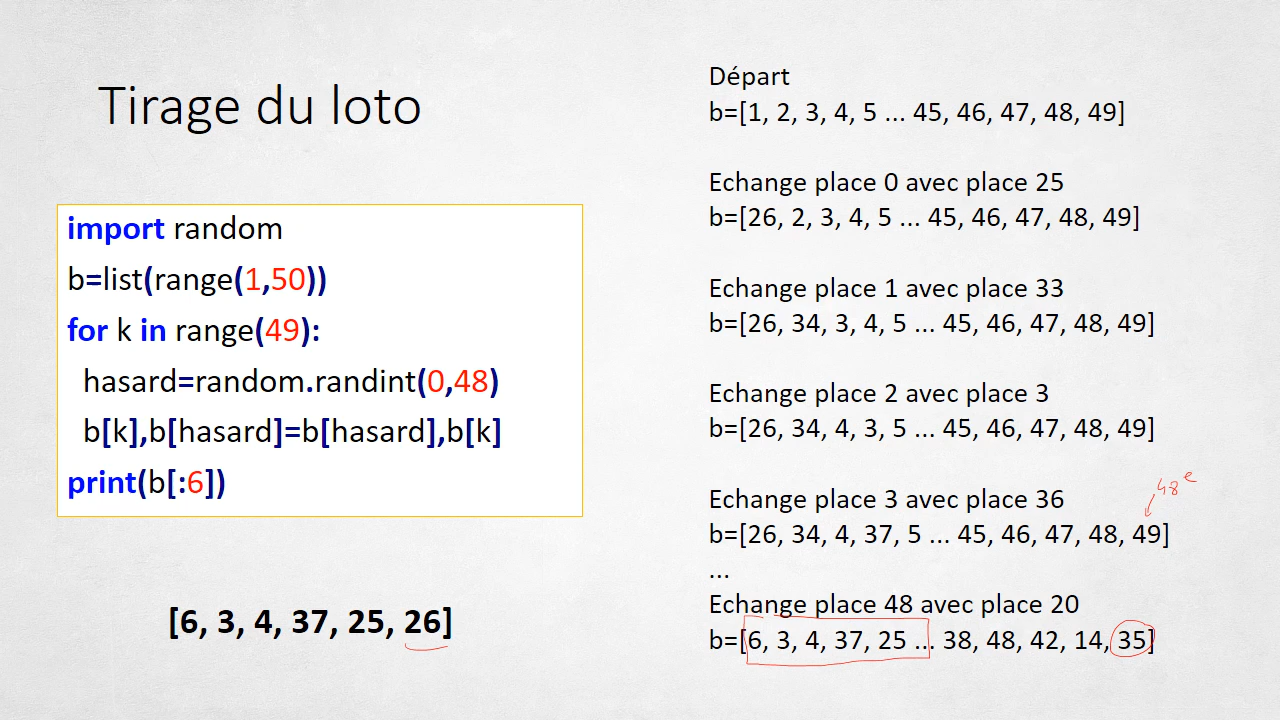 Tirage du loto
import random
b=list(range(1,50))
for k in range(49):
hasard=random.randint(0,48)
b[k],b[hasard]=b[hasard],b[k]
print(b[:6])
[6, 3, 4, 37, 25, 26]
Départ
b=[1, 2, 3, 4, 5 ... 45, 46, 47, 48, 49]
Echange place 0 avec place 25
b=[26, 2, 3, 4, 5 ... 45, 46, 47, 48, 49]
Echange place 1 avec place 33
b=[26, 34, 3, 4, 5 ... 45, 46, 47, 48, 49]
Echange place 2 avec place 3
b=[26, 34, 4, 3, 5 ... 45, 46, 47, 48, 49]
Echange place 3 avec place 36
48e
b=[26, 34, 4, 37, 5 ... 45, 46, 47, 48, 49]
...
Echange place 48 avec place 20
b=[6, 3, 4, 37, 25 ... 38, 48, 42, 14, 35]